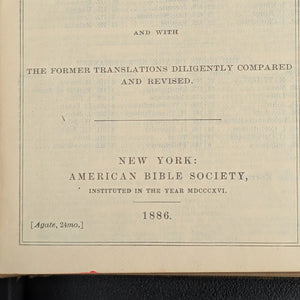 AND WITH
THE FORMER TRANSLATIONS DILIGENTLY COMPARED
AND REVISED.
NEW YORK:
AMERICAN BIBLE SOCIETY,
INSTITUTED IN THE YEAR MDCCCXVI.
1886.
[Agate, 24mo.]